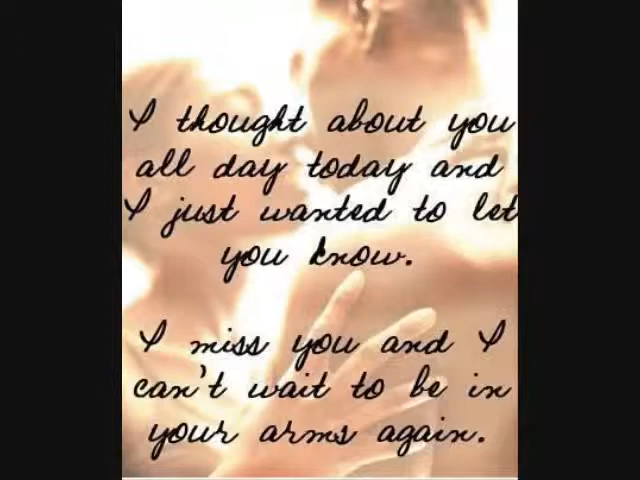 I thought about you
all day today and
I just wanted to let
you know.
I miss you and I
can't wait to be in
your arms again.